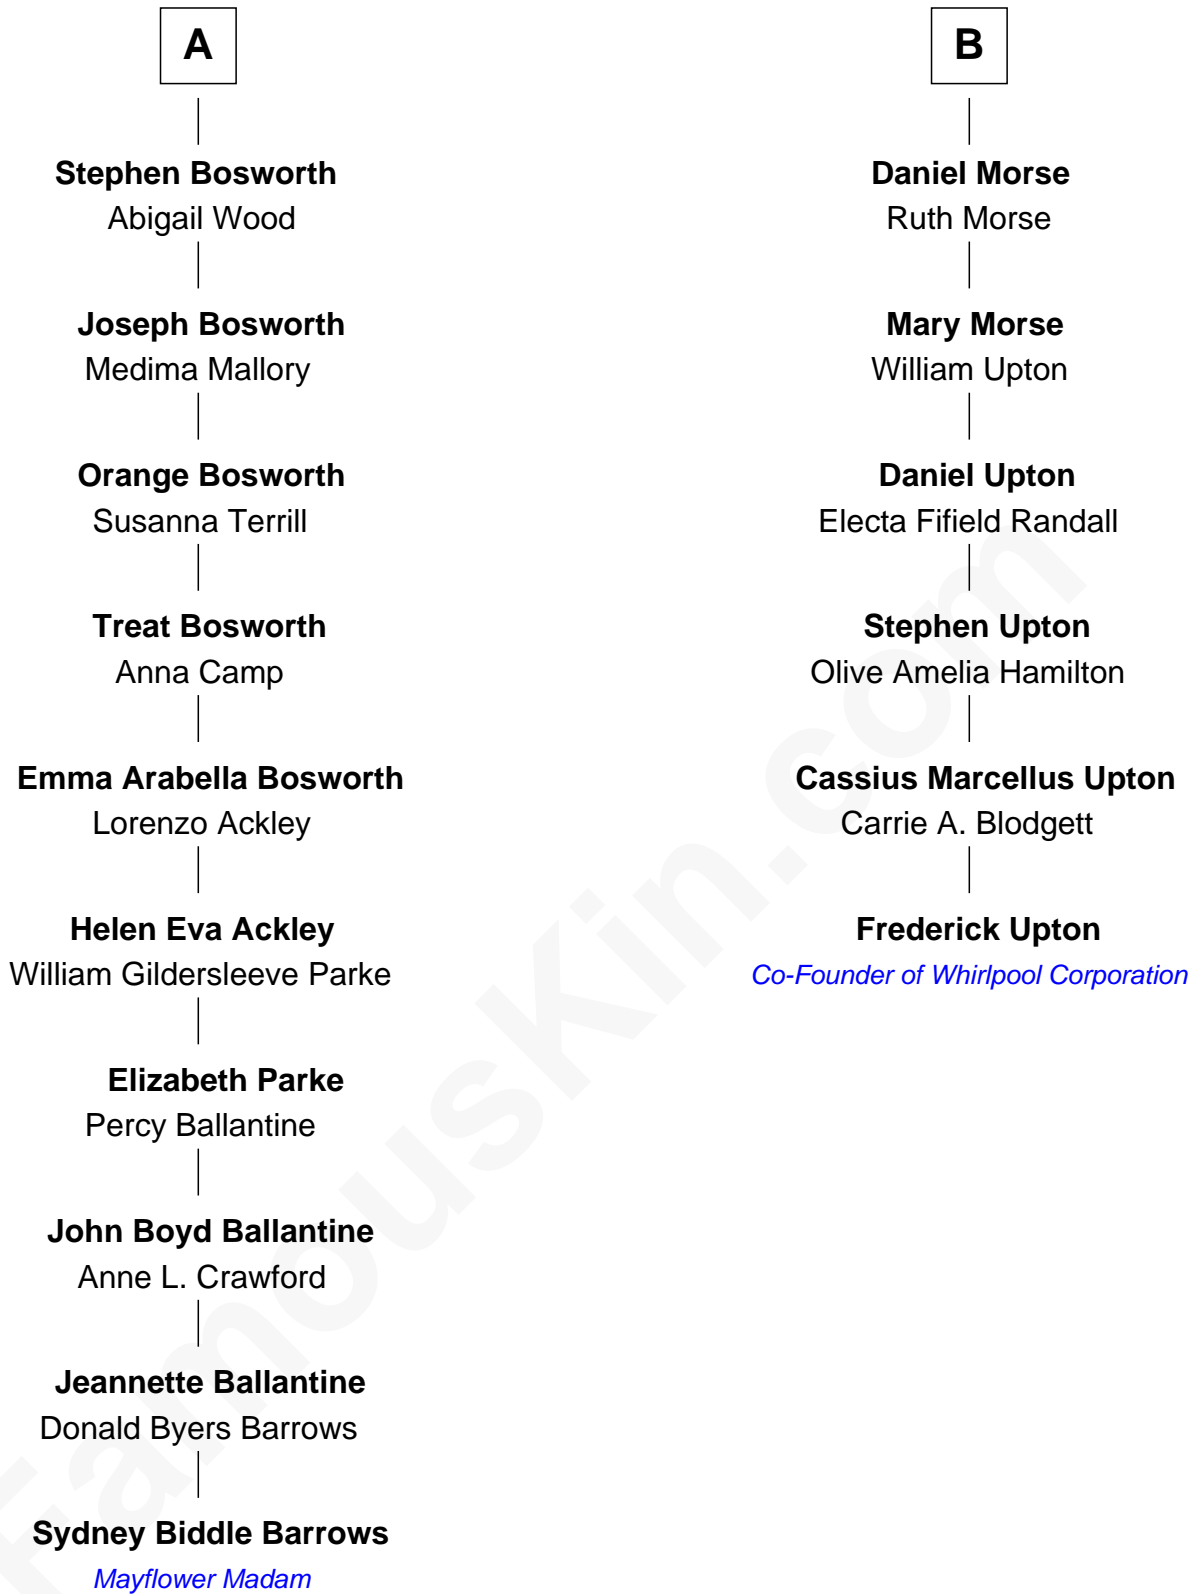 A
Stephen Bosworth
Abigail Wood
Joseph Bosworth
Medima Mallory
Orange Bosworth
Susanna Terrill
Treat Bosworth
Anna Camp
Emma Arabella Bosworth
Lorenzo Ackley
Helen Eva Ackley
William Gildersleeve Parke
Elizabeth Parke
Percy Ballantine
John Boyd Ballantine
Anne L. Crawford
Jeannette Ballantine
Donald Byers Barrows
Sydney Biddle Barrows
Mayflower Madam
B
Daniel Morse
Ruth Morse
Mary Morse
William Upton
Daniel Upton
Electa Fifield Randall
Stephen Upton
Olive Amelia Hamilton
Cassius Marcellus Upton
Carrie A. Blodgett
Frederick Upton
Co-Founder of Whirlpool Corporation
FamousKin.com